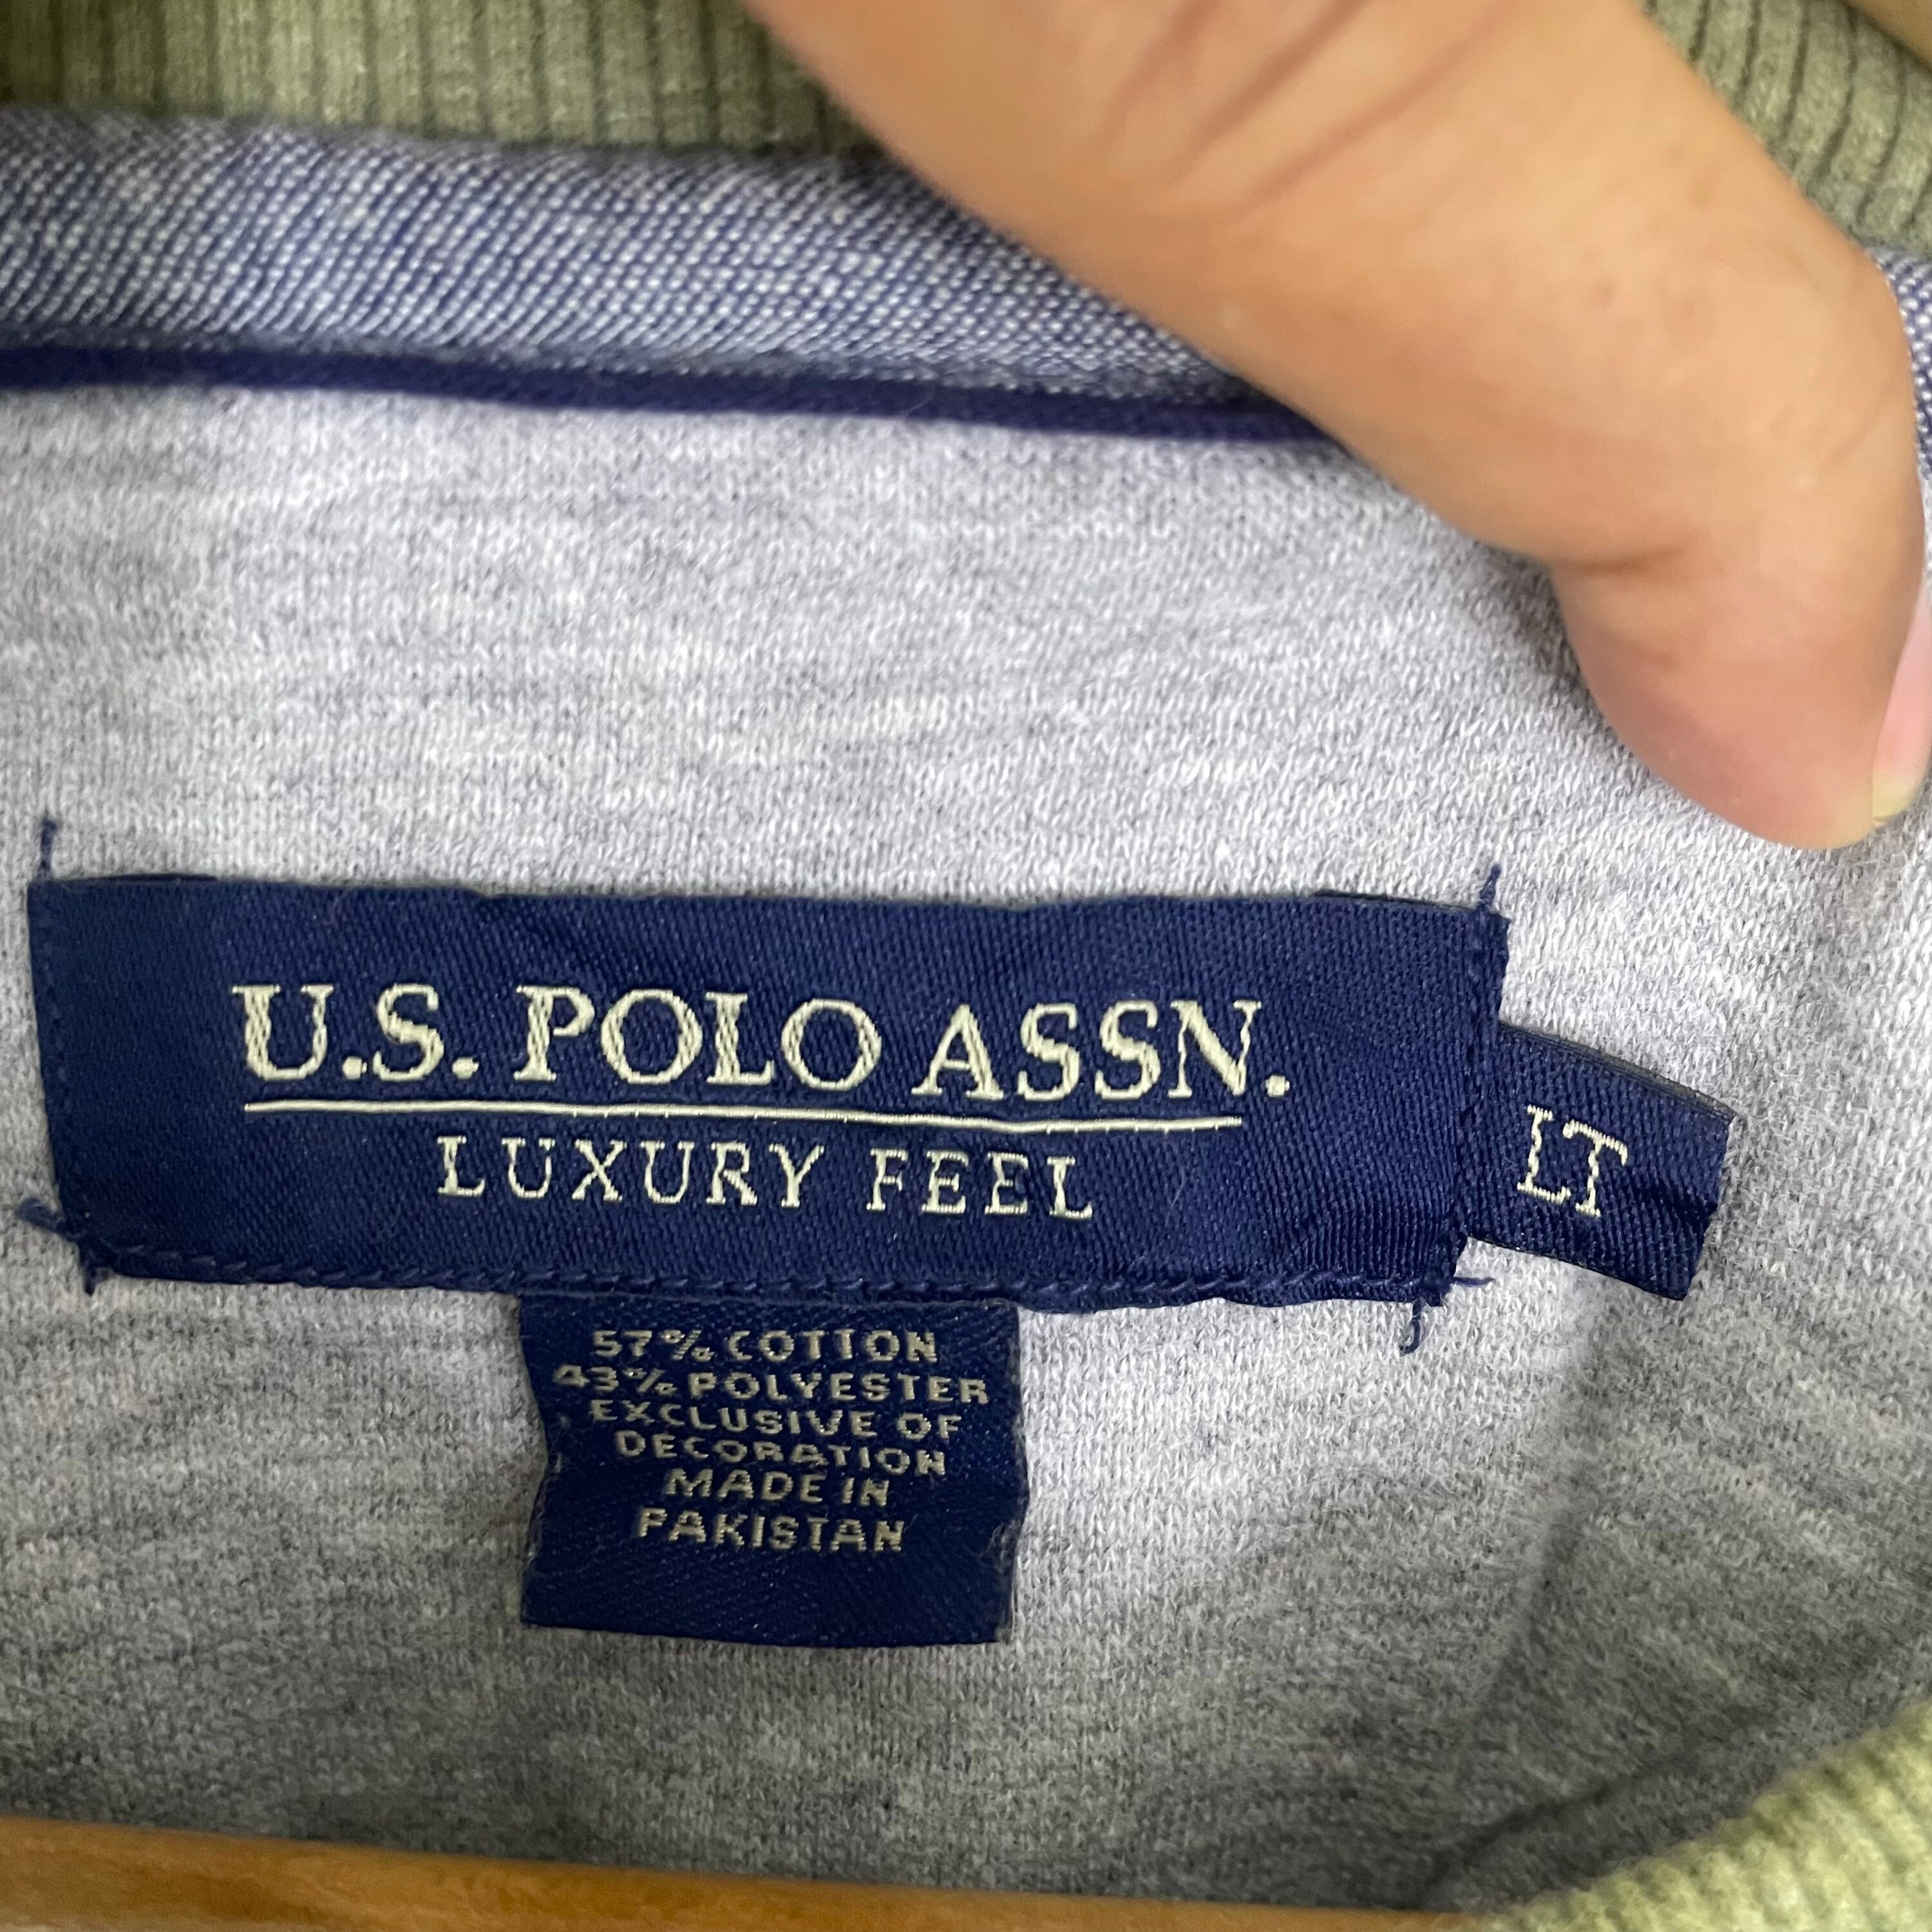 U.S. POLO ASSN.
LUXURY FEEL
LT
57% COTTON
43% POLYESTER
EXCLUSIVE OF
DECORATION
MADE IN
PAKISTAN